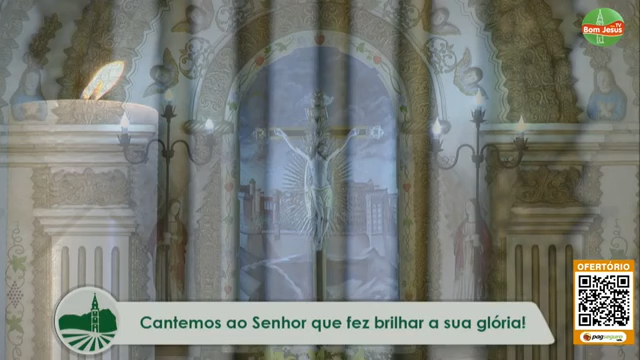 TV
Bom Jesus
OFERTÓRIO
pagseguro
Cantemos ao Senhor que fez brilhar a sua glória!